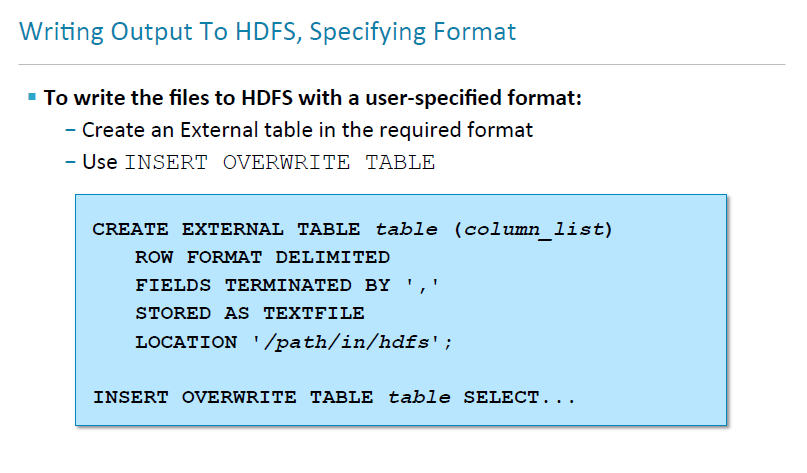 Writing Output To HDFS, Specifying Format
▪ To write the files to HDFS with a user-specified format:
– Create an External table in the required format
– Use INSERT OVERWRITE TABLE
CREATE EXTERNAL TABLE table (column_list)
ROW FORMAT DELIMITED
FIELDS TERMINATED BY ','
STORED AS TEXTFILE
LOCATION '/path/in/hdfs';
INSERT OVERWRITE TABLE table SELECT...